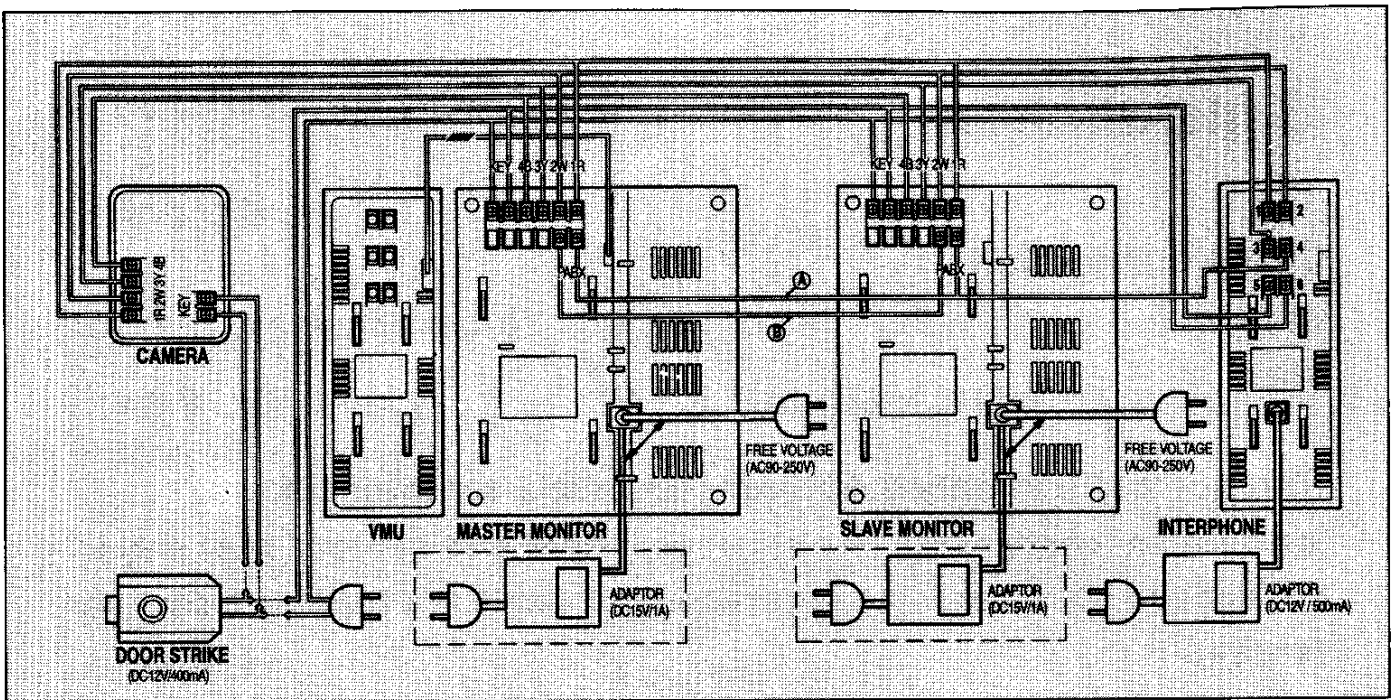 KEY 4B 3Y 2W 1R
KEY 4B 3Y 2W 1R
1 2
3 4
5 6
PABX
PABX
A
B
1R 2W 3Y 4B
KEY
CAMERA
FREE VOLTAGE
(AC90-250V)
FREE VOLTAGE
(AC90-250V)
VMU
MASTER MONITOR
SLAVE MONITOR
INTERPHONE
ADAPTOR
(DC15V/1A)
ADAPTOR
(DC15V/1A)
ADAPTOR
(DC12V / 500mA)
DOOR STRIKE
(DC12V/400mA)